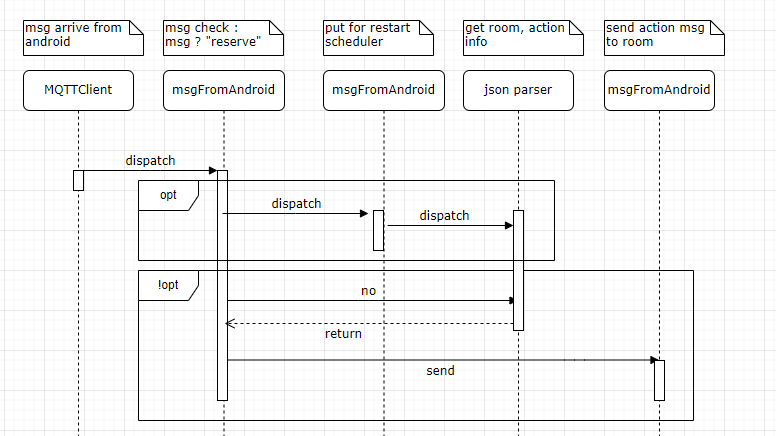 msg arrive from
android
msg check :
msg ? "reserve"
put for restart
scheduler
get room, action
info
send action msg
to room
MQTTClient
msgFromAndroid
msgFromAndroid
json parser
msgFromAndroid
dispatch
opt
dispatch
dispatch
!opt
no
return
send